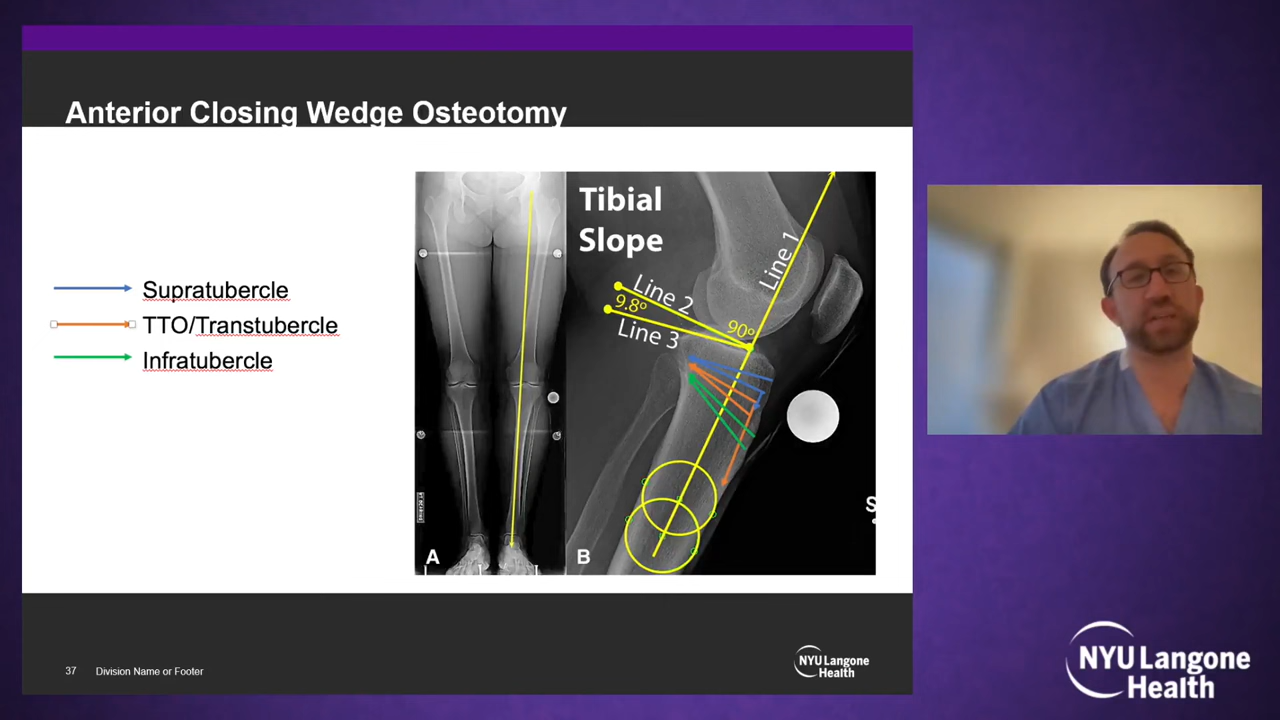 Anterior Closing Wedge Osteotomy
Supratubercle
TTO/Transtubercle
Infratubercle
Tibial
Slope
Line 1
Line 2
9.8°
Line 3
90°
A
B
S
37
Division Name or Footer
NYU Langone
Health
NYU Langone
Health